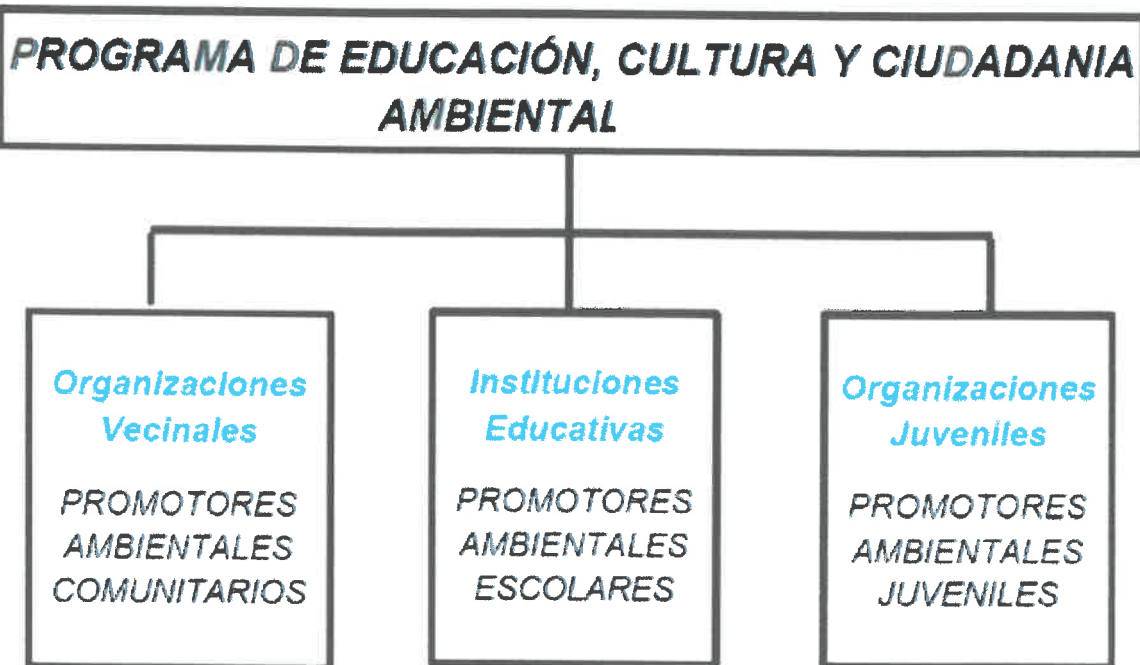 PROGRAMA DE EDUCACIÓN, CULTURA Y CIUDADANIA
AMBIENTAL
Organizaciones
Vecinales
PROMOTORES
AMBIENTALES
COMUNITARIOS
Instituciones
Educativas
PROMOTORES
AMBIENTALES
ESCOLARES
Organizaciones
Juveniles
PROMOTORES
AMBIENTALES
JUVENILES